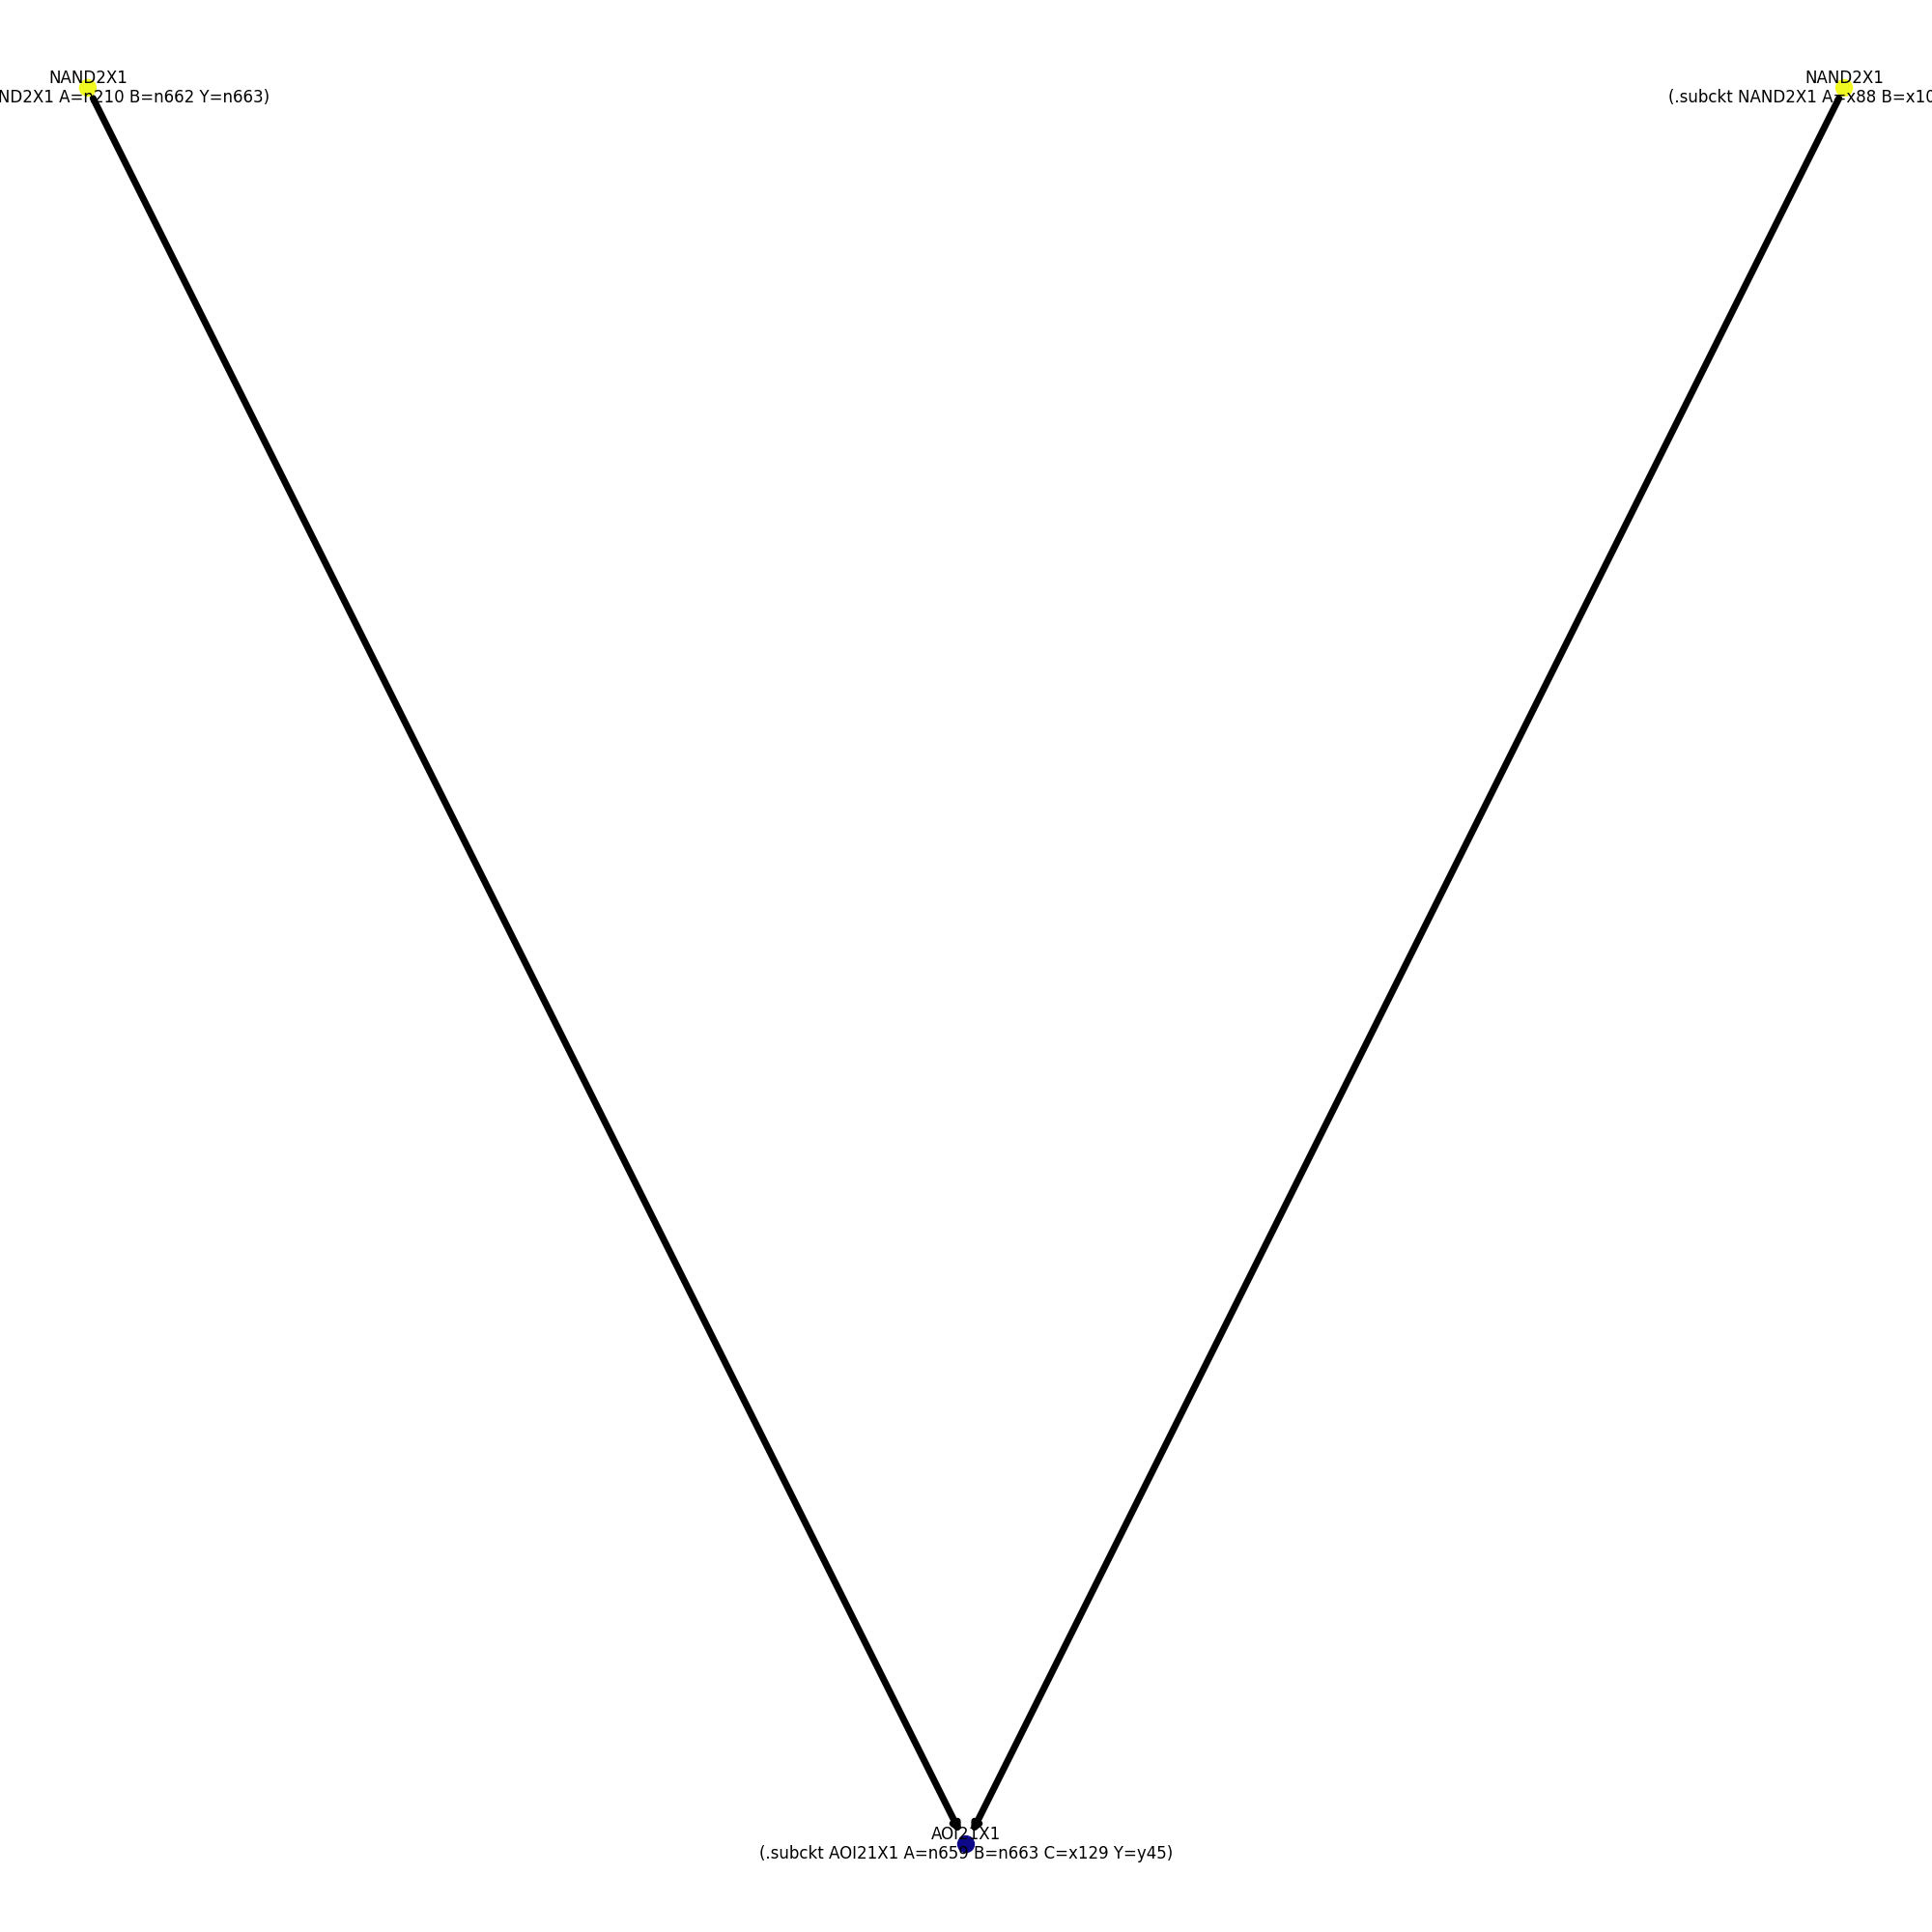 NAND2X1
ND2X1 A=n210 B=n662 Y=n663)
NAND2X1
(.subckt NAND2X1 A=x88 B=x10
AOI21X1
(.subckt AOI21X1 A=n659 B=n663 C=x129 Y=y45)